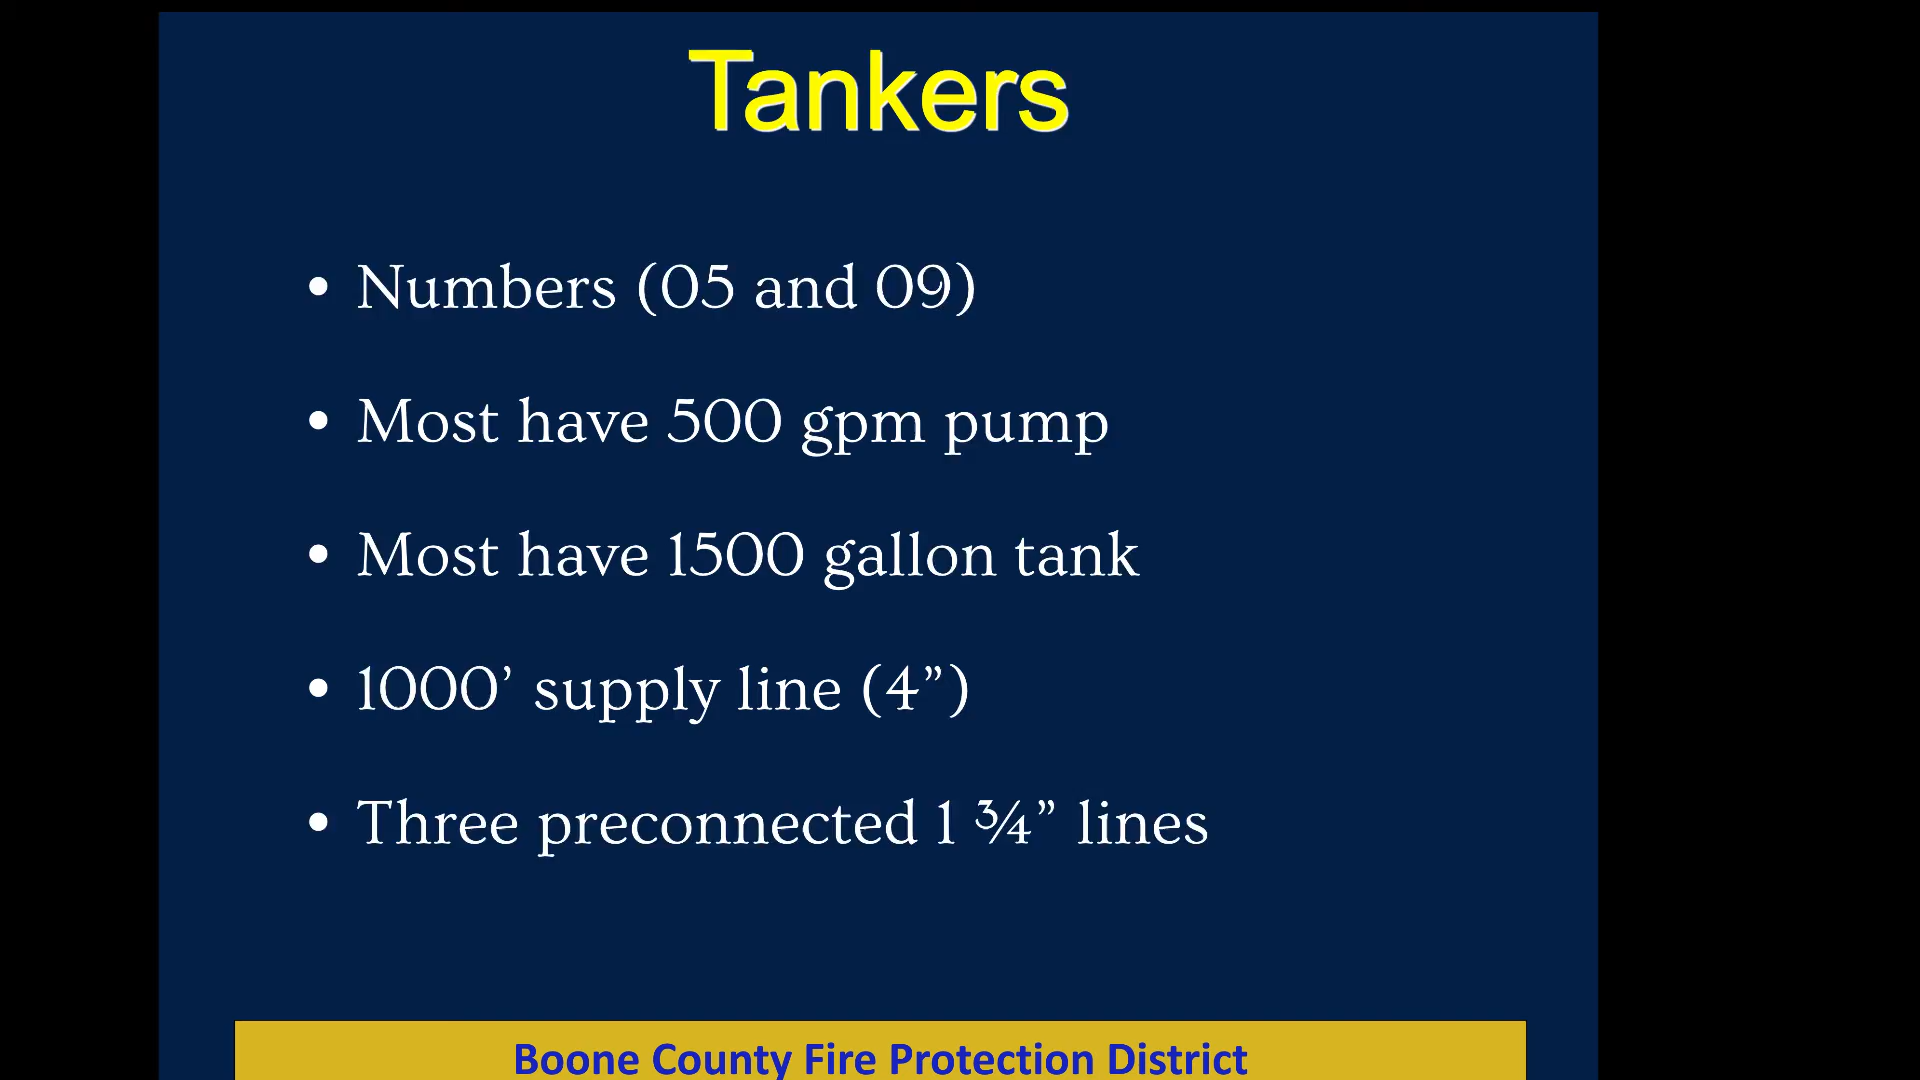 Tankers
• Numbers (05 and 09)
• Most have 500 gpm pump
• Most have 1500 gallon tank
• 1000’ supply line (4”)
• Three preconnected 1 ¾” lines
Boone County Fire Protection District